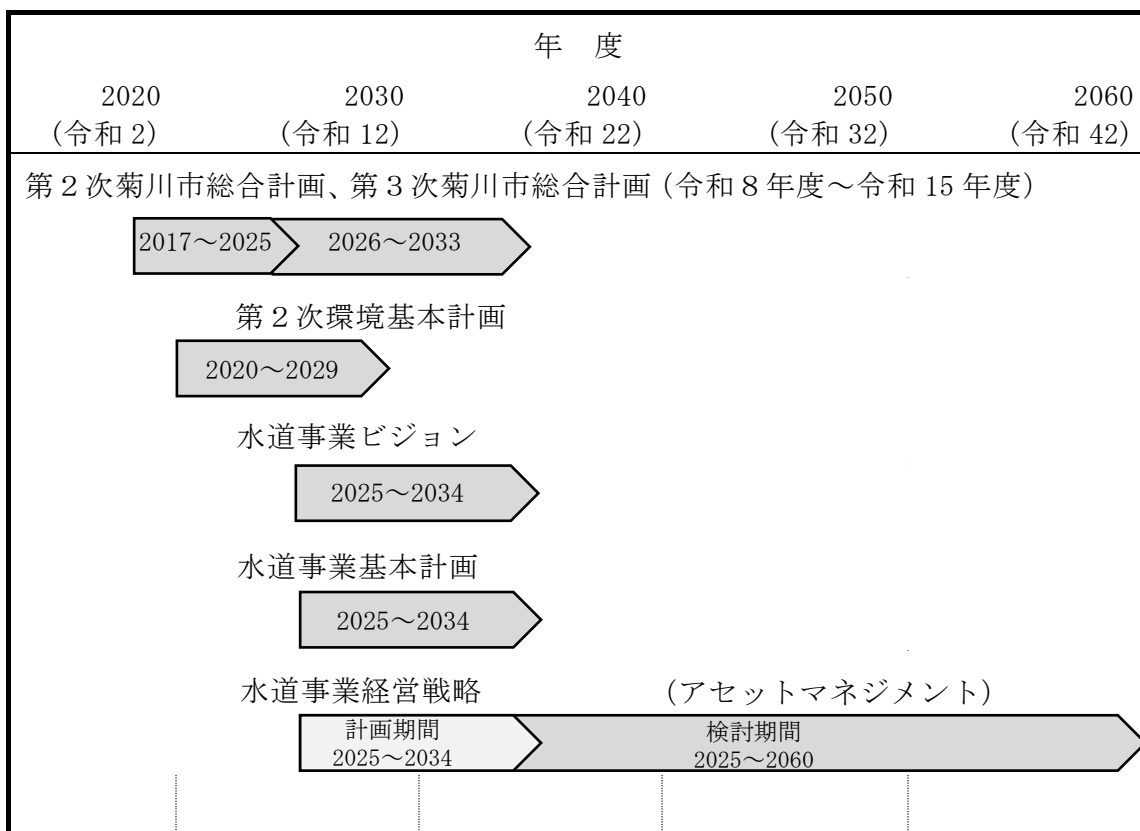 年 度
2020 2030 2040 2050 2060
(令和 2) (令和 12) (令和 22) (令和 32) (令和 42)
第2次菊川市総合計画、第3次菊川市総合計画(令和8年度～令和15年度)
2017～2025 2026～2033
第2次環境基本計画
2020～2029
水道事業ビジョン
2025～2034
水道事業基本計画
2025～2034
水道事業経営戦略 (アセットマネジメント)
計画期間 検討期間
2025～2034 2025～2060